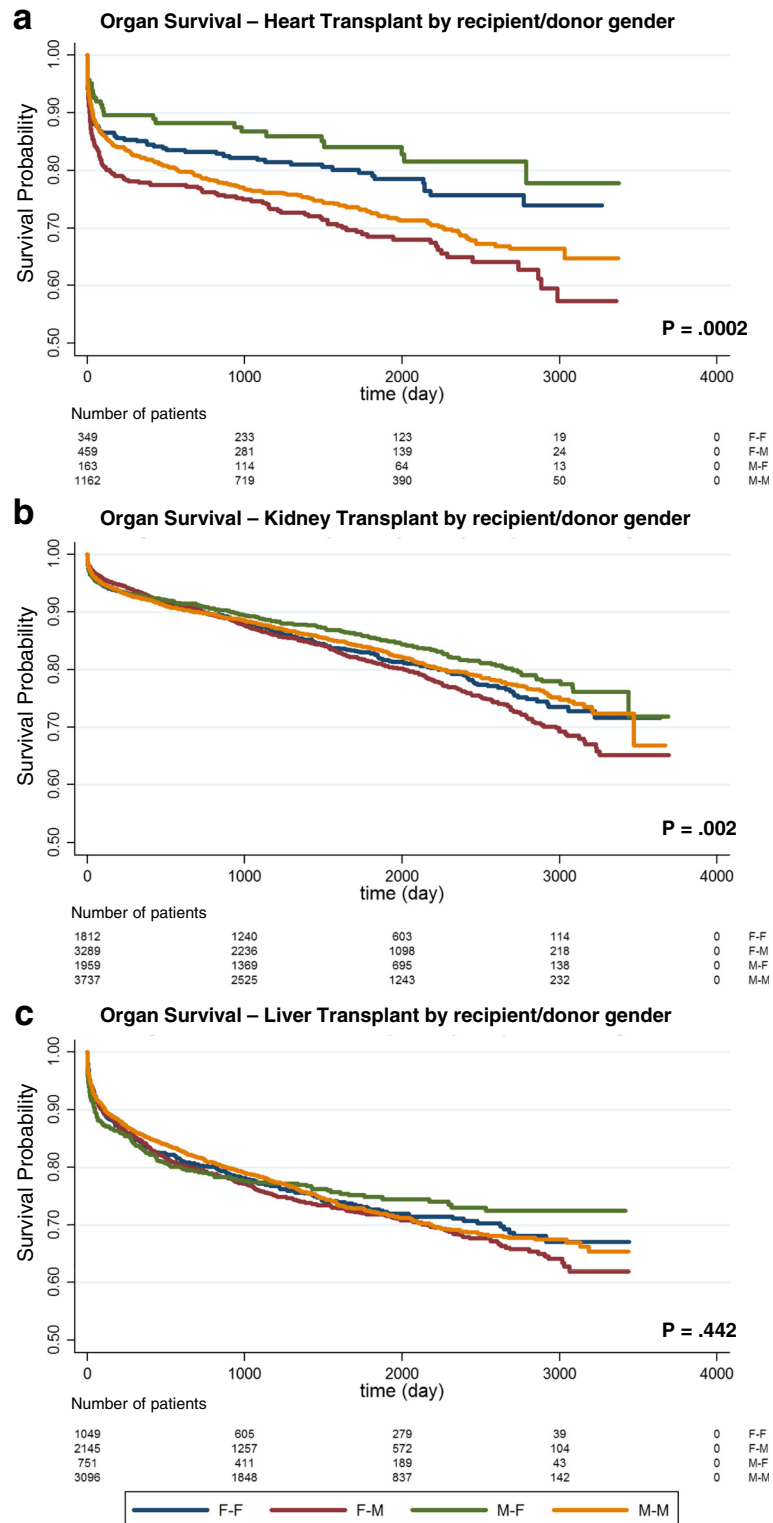 a Organ Survival – Heart Transplant by recipient/donor gender
Survival Probability
1.00
0.90
0.80
0.70
0.60
0.50
P = .0002
0 1000 2000 3000 4000
time (day)
Number of patients
349 233 123 19 0 F-F
459 281 139 24 0 F-M
163 114 64 13 0 M-F
1162 719 390 50 0 M-M
b Organ Survival – Kidney Transplant by recipient/donor gender
Survival Probability
1.00
0.90
0.80
0.70
0.60
0.50
P = .002
0 1000 2000 3000 4000
time (day)
Number of patients
1812 1240 603 114 0 F-F
3289 2236 1098 218 0 F-M
1959 1369 695 138 0 M-F
3737 2525 1243 232 0 M-M
c Organ Survival – Liver Transplant by recipient/donor gender
Survival Probability
1.00
0.90
0.80
0.70
0.60
0.50
P = .442
0 1000 2000 3000 4000
time (day)
Number of patients
1049 605 279 39 0 F-F
2145 1257 572 104 0 F-M
751 411 189 43 0 M-F
3096 1848 837 142 0 M-M
F-F F-M M-F M-M